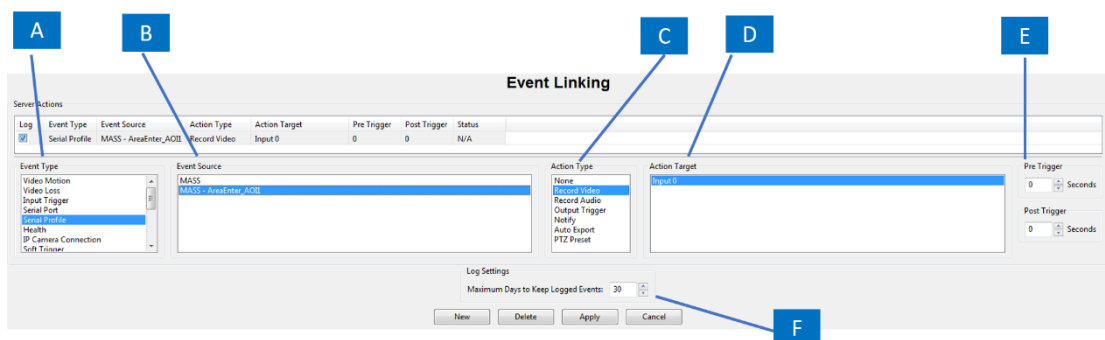 A B C D E
Event Linking
Server Actions
Log Event Type Event Source Action Type Action Target Pre Trigger Post Trigger Status
Serial Profile MASS - AreaEnter_AOI1 Record Video Input 0 0 0 N/A
Event Type Event Source Action Type Action Target Pre Trigger
Video Motion MASS None Input 0
Video Loss MASS - AreaEnter_AOI1 Record Video 0 Seconds
Input Trigger Record Audio
Serial Port Output Trigger
Serial Profile Notify Post Trigger
Health Auto Export 0 Seconds
IP Camera Connection PTZ Preset
Soft Trigger
Log Settings
Maximum Days to Keep Logged Events: 30
New Delete Apply Cancel
F